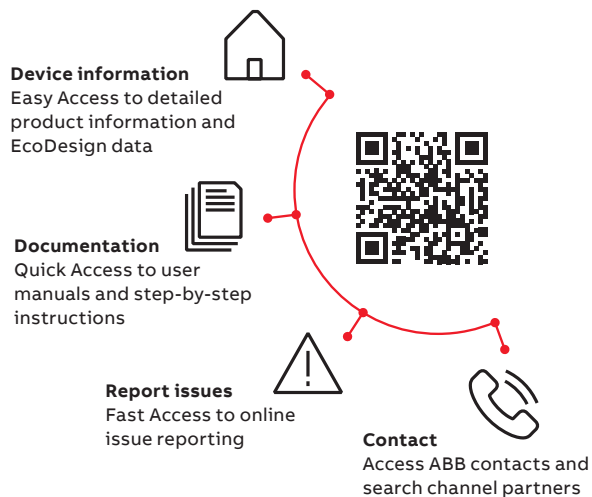 Device information
Easy Access to detailed
product information and
EcoDesign data
Documentation
Quick Access to user
manuals and step-by-step
instructions
Report issues
Fast Access to online
issue reporting
Contact
Access ABB contacts and
search channel partners